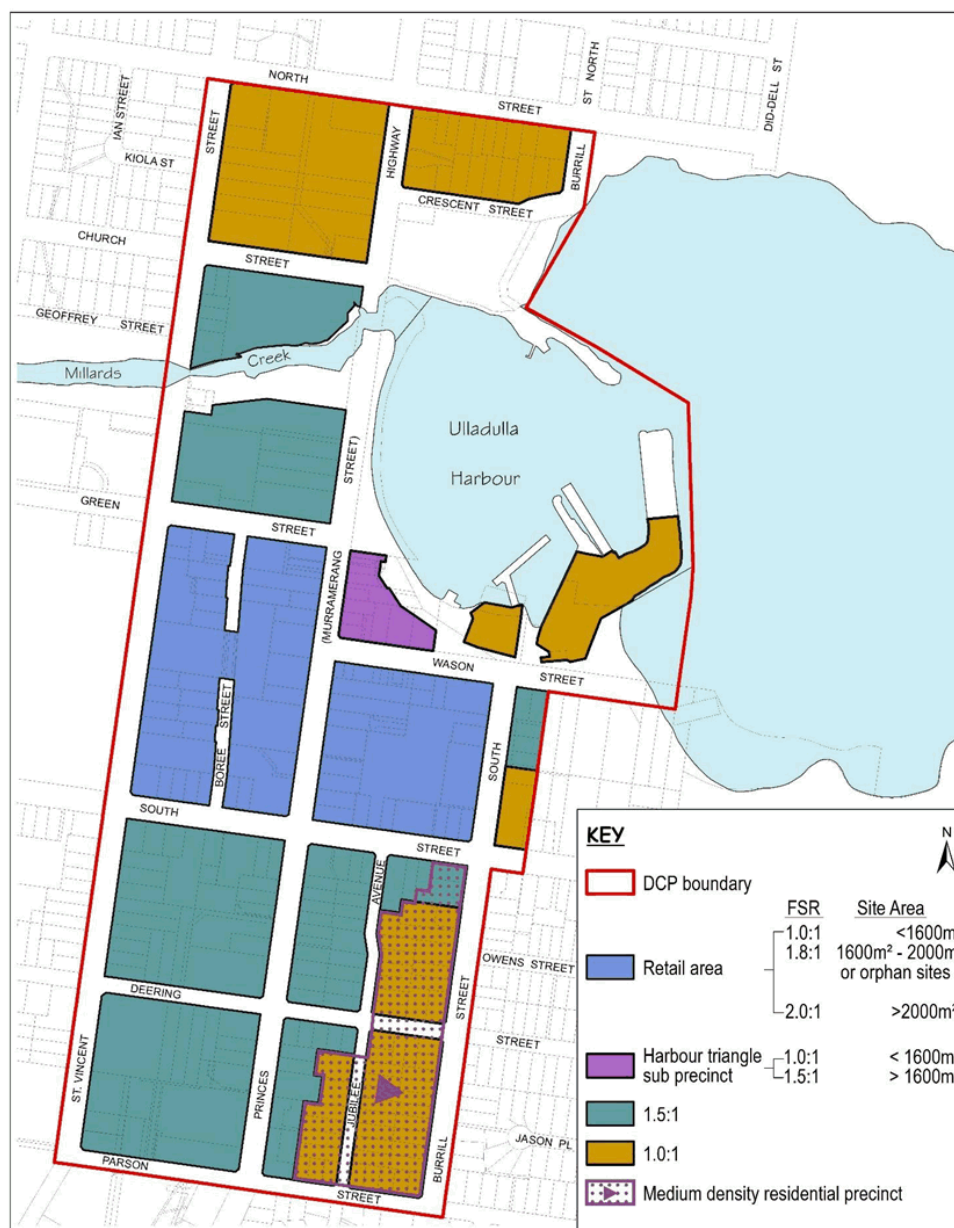 NORTH
STREET
ST NORTH
DID-DELL ST
IAN STREET
KIOLA ST
STREET
HIGHWAY
BURRILL
CRESCENT STREET
CHURCH
STREET
GEOFFREY STREET
Millards
Creek
Ulladulla
Harbour
STREET)
GREEN
STREET
(MURRAMERANG
WASON
STREET
BOREE STREET
SOUTH
SOUTH
STREET
AVENUE
OWENS STREET
DEERING
STREET
STREET
ST. VINCENT
PRINCES
JUBILEE
JASON PL
BURRILL
PARSON
STREET
KEY
N
DCP boundary
FSR Site Area
1.0:1 <1600m
1.8:1 1600m² - 2000m
or orphan sites
Retail area
2.0:1 >2000m²
Harbour triangle
sub precinct
1.0:1 < 1600m
1.5:1 > 1600m
1.5:1
1.0:1
Medium density residential precinct